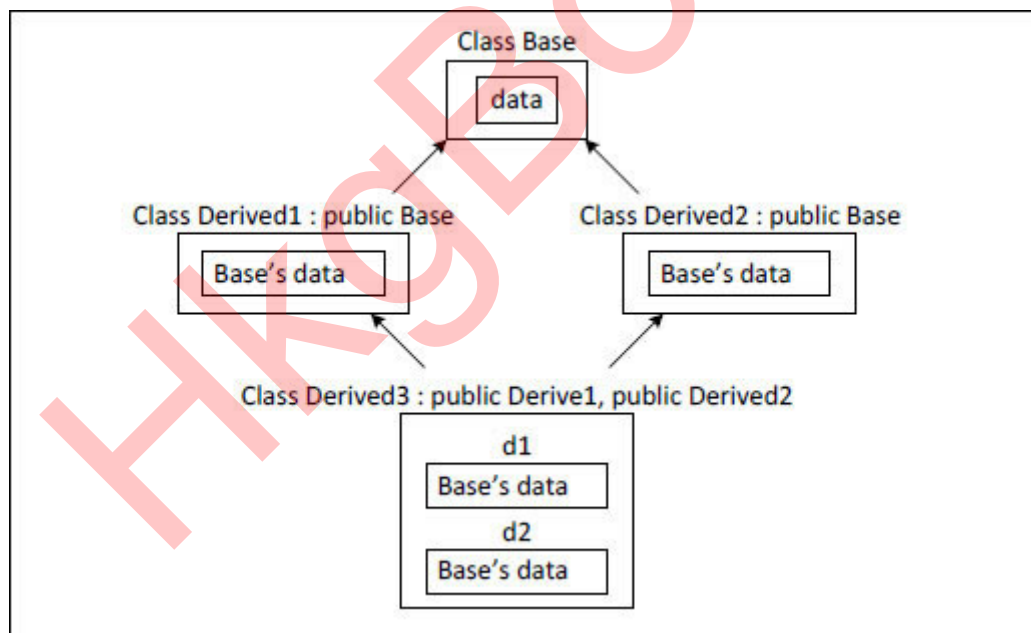 Class Base
data
Class Derived1 : public Base
Class Derived2 : public Base
Base's data
Base's data
Class Derived3 : public Derive1, public Derived2
d1
Base's data
d2
Base's data